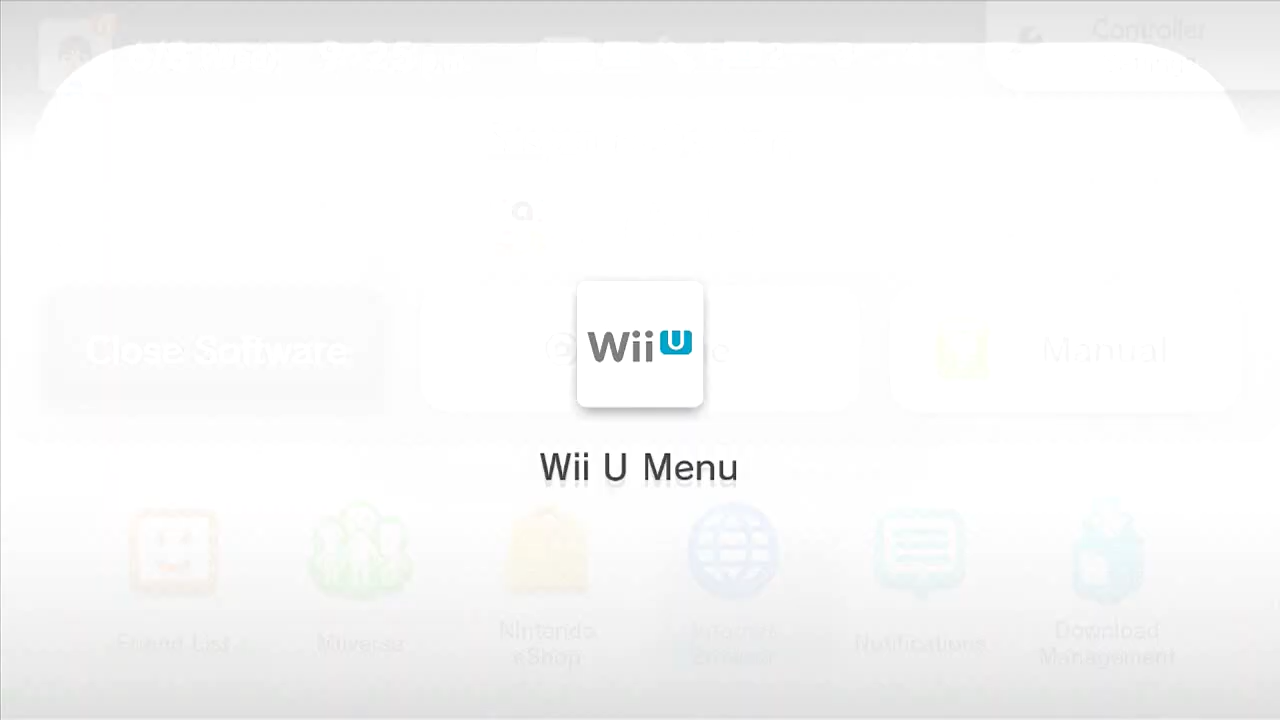 Controller
Close Software
Manual
Wii U
Wii U Menu
Friend List
Miiverse
Nintendo
eShop
Internet
Browser
Notifications
Download
Management